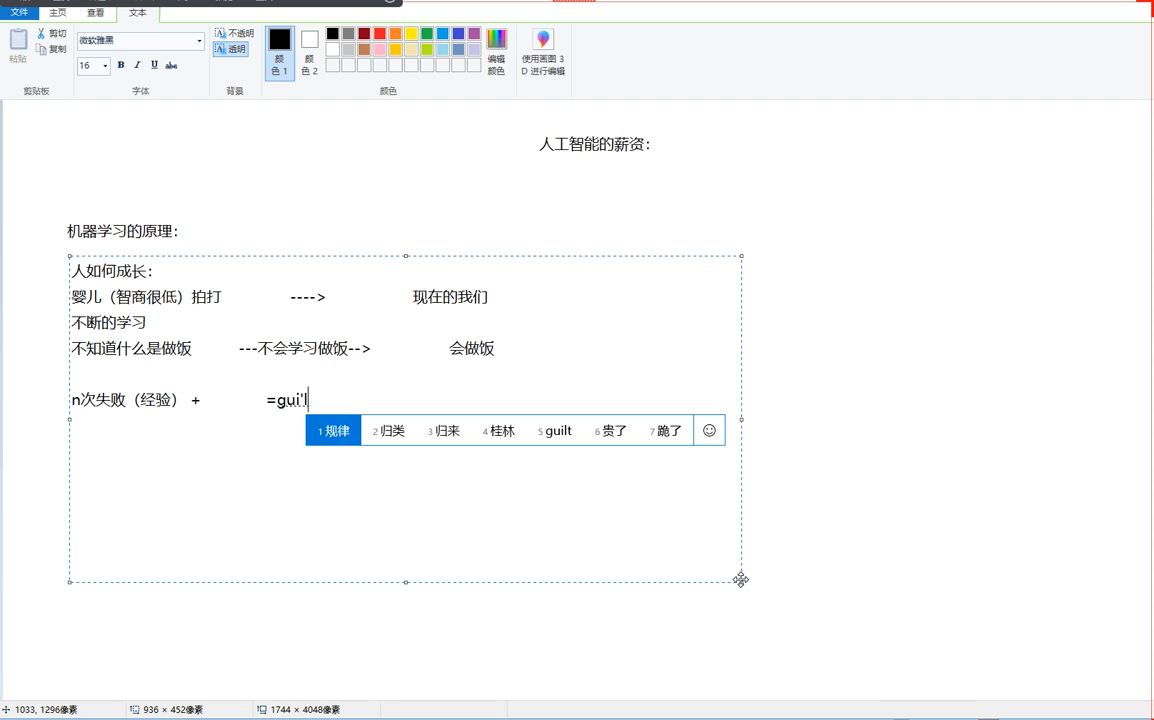 文件 主页 查看 文本
粘贴 剪切 复制
剪贴板
微软雅黑
16 B I U abc
字体
不透明
透明
背景
颜色 1
颜色 2
颜色
编辑颜色
使用画图 3D 进行编辑
人工智能的薪资：
机器学习的原理：
人如何成长：
婴儿（智商很低）拍打 ----> 现在的我们
不断的学习
不知道什么是做饭 ---不会学习做饭--> 会做饭
n次失败（经验） + =gui'l
1 规律 2 归类 3 归来 4 桂林 5 guilt 6 贵了 7 跪了
1033, 1296像素 936 × 452像素 1744 × 4048像素